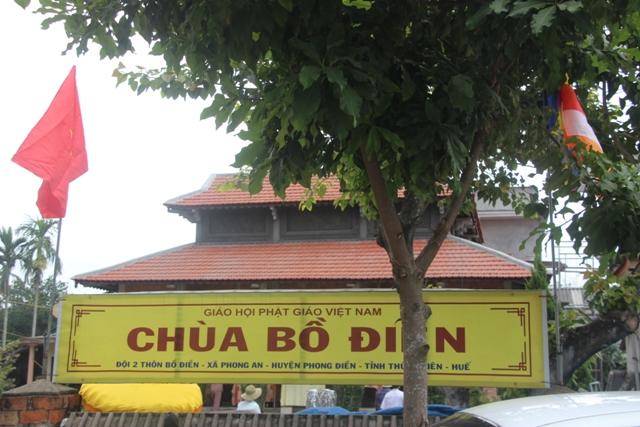 GIÁO HỘI PHẬT GIÁO VIỆT NAM
CHÙA BỒ ĐIỀN
ĐỘI 2 THÔN BỒ ĐIỀN - XÃ PHONG AN - HUYỆN PHONG ĐIỀN - TỈNH THỪA THIÊN - HUẾ